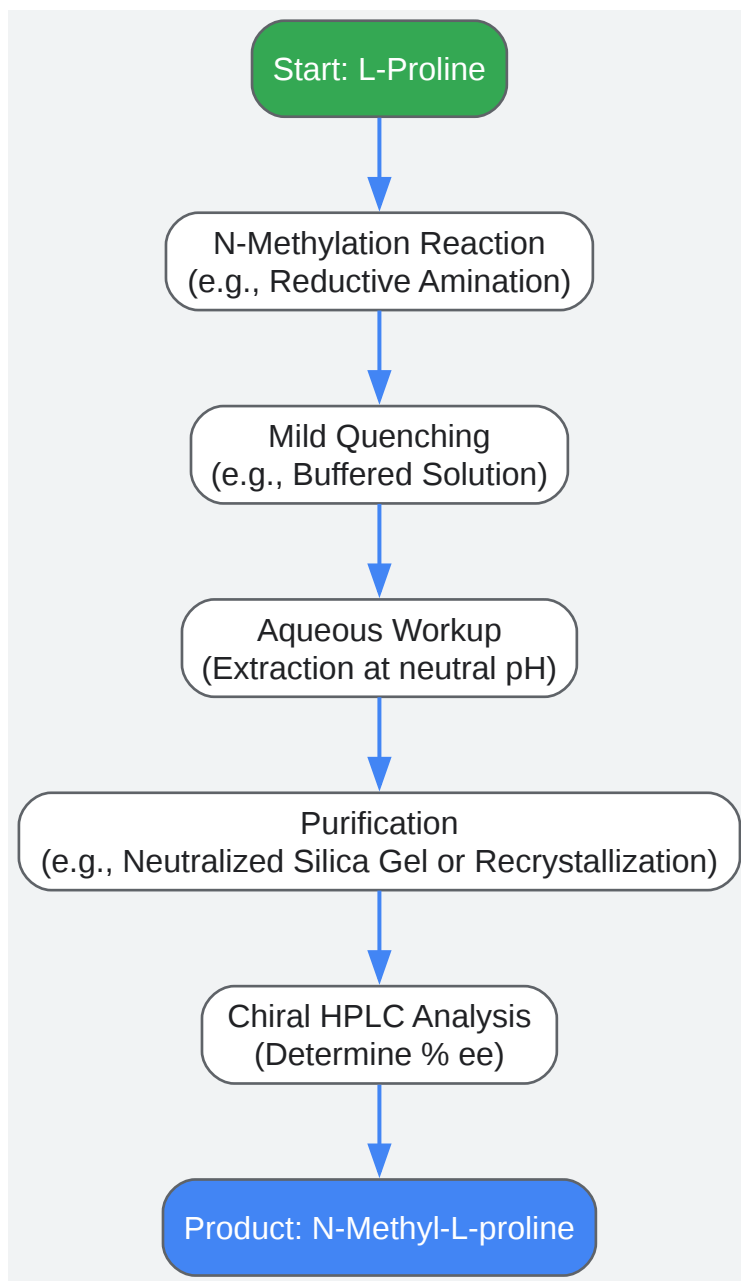 Start: L-Proline
N-Methylation Reaction
(e.g., Reductive Amination)
Mild Quenching
(e.g., Buffered Solution)
Aqueous Workup
(Extraction at neutral pH)
Purification
(e.g., Neutralized Silica Gel or Recrystallization)
Chiral HPLC Analysis
(Determine % ee)
Product: N-Methyl-L-proline